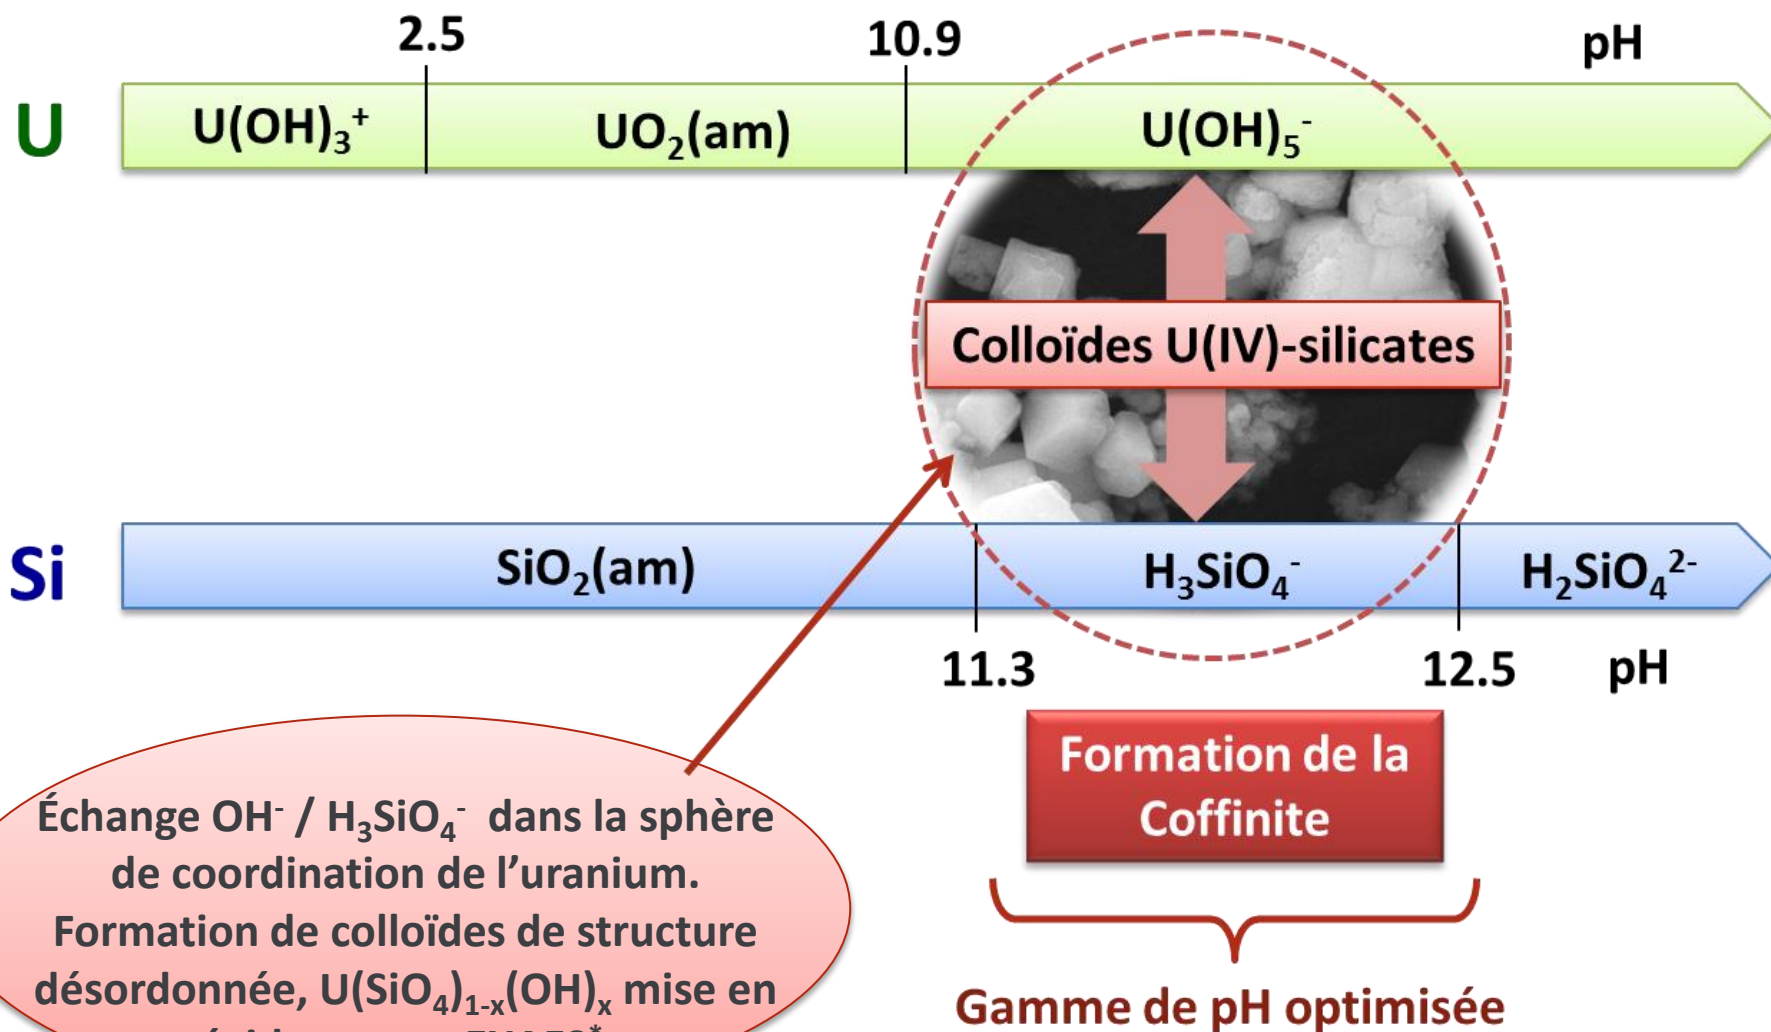 2.5
10.9
pH
U
U(OH)₃⁺
UO₂(am)
U(OH)₅⁻
Colloïdes U(IV)-silicates
Si
SiO₂(am)
H₃SiO₄⁻
H₂SiO₄²⁻
11.3
12.5
pH
Formation de la
Coffinite
Échange OH⁻ / H₃SiO₄⁻ dans la sphère
de coordination de l’uranium.
Formation de colloïdes de structure
désordonnée, U(SiO₄)₁₋ₓ(OH)ₓ mise en
Gamme de pH optimisée